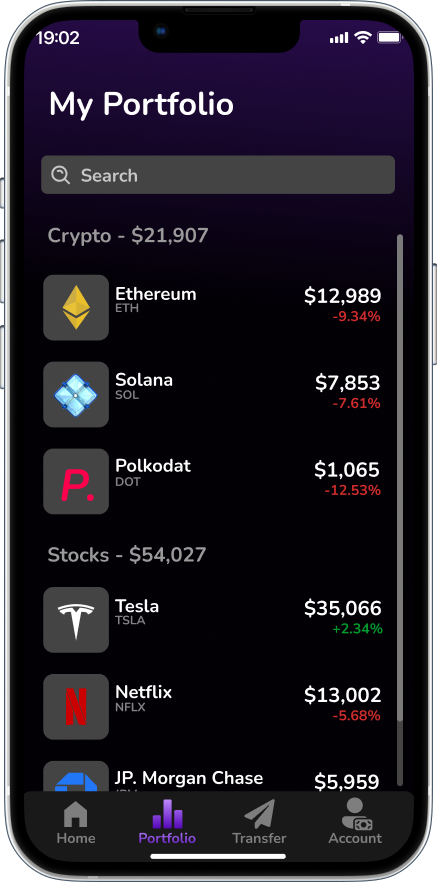 19:02
My Portfolio
Search
Crypto - $21,907
Ethereum $12,989
ETH -9.34%
Solana $7,853
SOL -7.61%
Polkodat $1,065
DOT -12.53%
Stocks - $54,027
Tesla $35,066
TSLA +2.34%
Netflix $13,002
NFLX -5.68%
JP. Morgan Chase $5,959
Home Portfolio Transfer Account